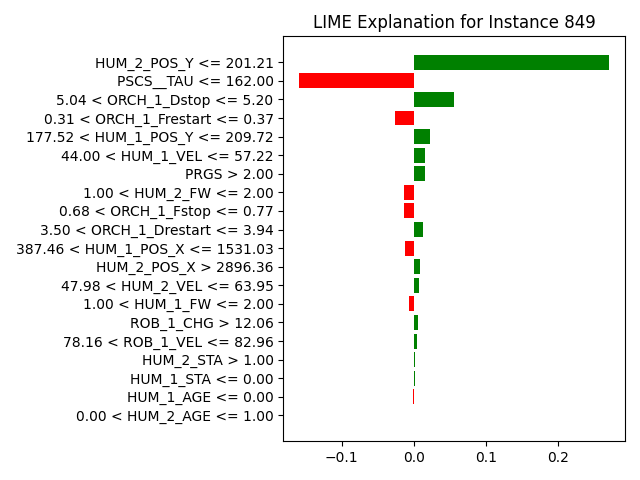 LIME Explanation for Instance 849
HUM_2_POS_Y <= 201.21
PSCS__TAU <= 162.00
5.04 < ORCH_1_Dstop <= 5.20
0.31 < ORCH_1_Frestart <= 0.37
177.52 < HUM_1_POS_Y <= 209.72
44.00 < HUM_1_VEL <= 57.22
PRGS > 2.00
1.00 < HUM_2_FW <= 2.00
0.68 < ORCH_1_Fstop <= 0.77
3.50 < ORCH_1_Drestart <= 3.94
387.46 < HUM_1_POS_X <= 1531.03
HUM_2_POS_X > 2896.36
47.98 < HUM_2_VEL <= 63.95
1.00 < HUM_1_FW <= 2.00
ROB_1_CHG > 12.06
78.16 < ROB_1_VEL <= 82.96
HUM_2_STA > 1.00
HUM_1_STA <= 0.00
HUM_1_AGE <= 0.00
0.00 < HUM_2_AGE <= 1.00
−0.1 0.0 0.1 0.2